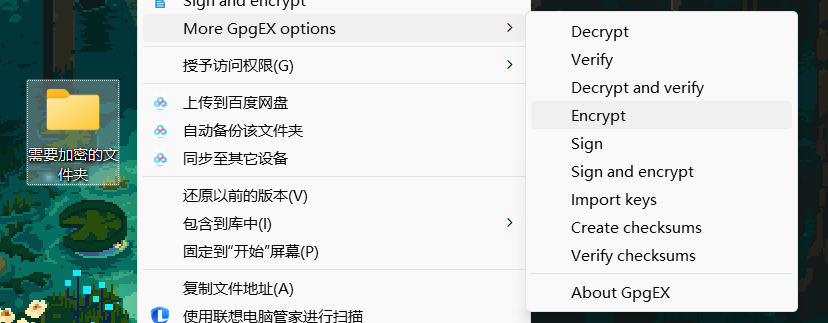 Sign and encrypt
More GpgEX options
授予访问权限(G)
上传到百度网盘
自动备份该文件夹
同步至其它设备
还原以前的版本(V)
包含到库中(I)
固定到“开始”屏幕(P)
复制文件地址(A)
使用联想电脑管家进行扫描
需要加密的文
件夹
Decrypt
Verify
Decrypt and verify
Encrypt
Sign
Sign and encrypt
Import keys
Create checksums
Verify checksums
About GpgEX